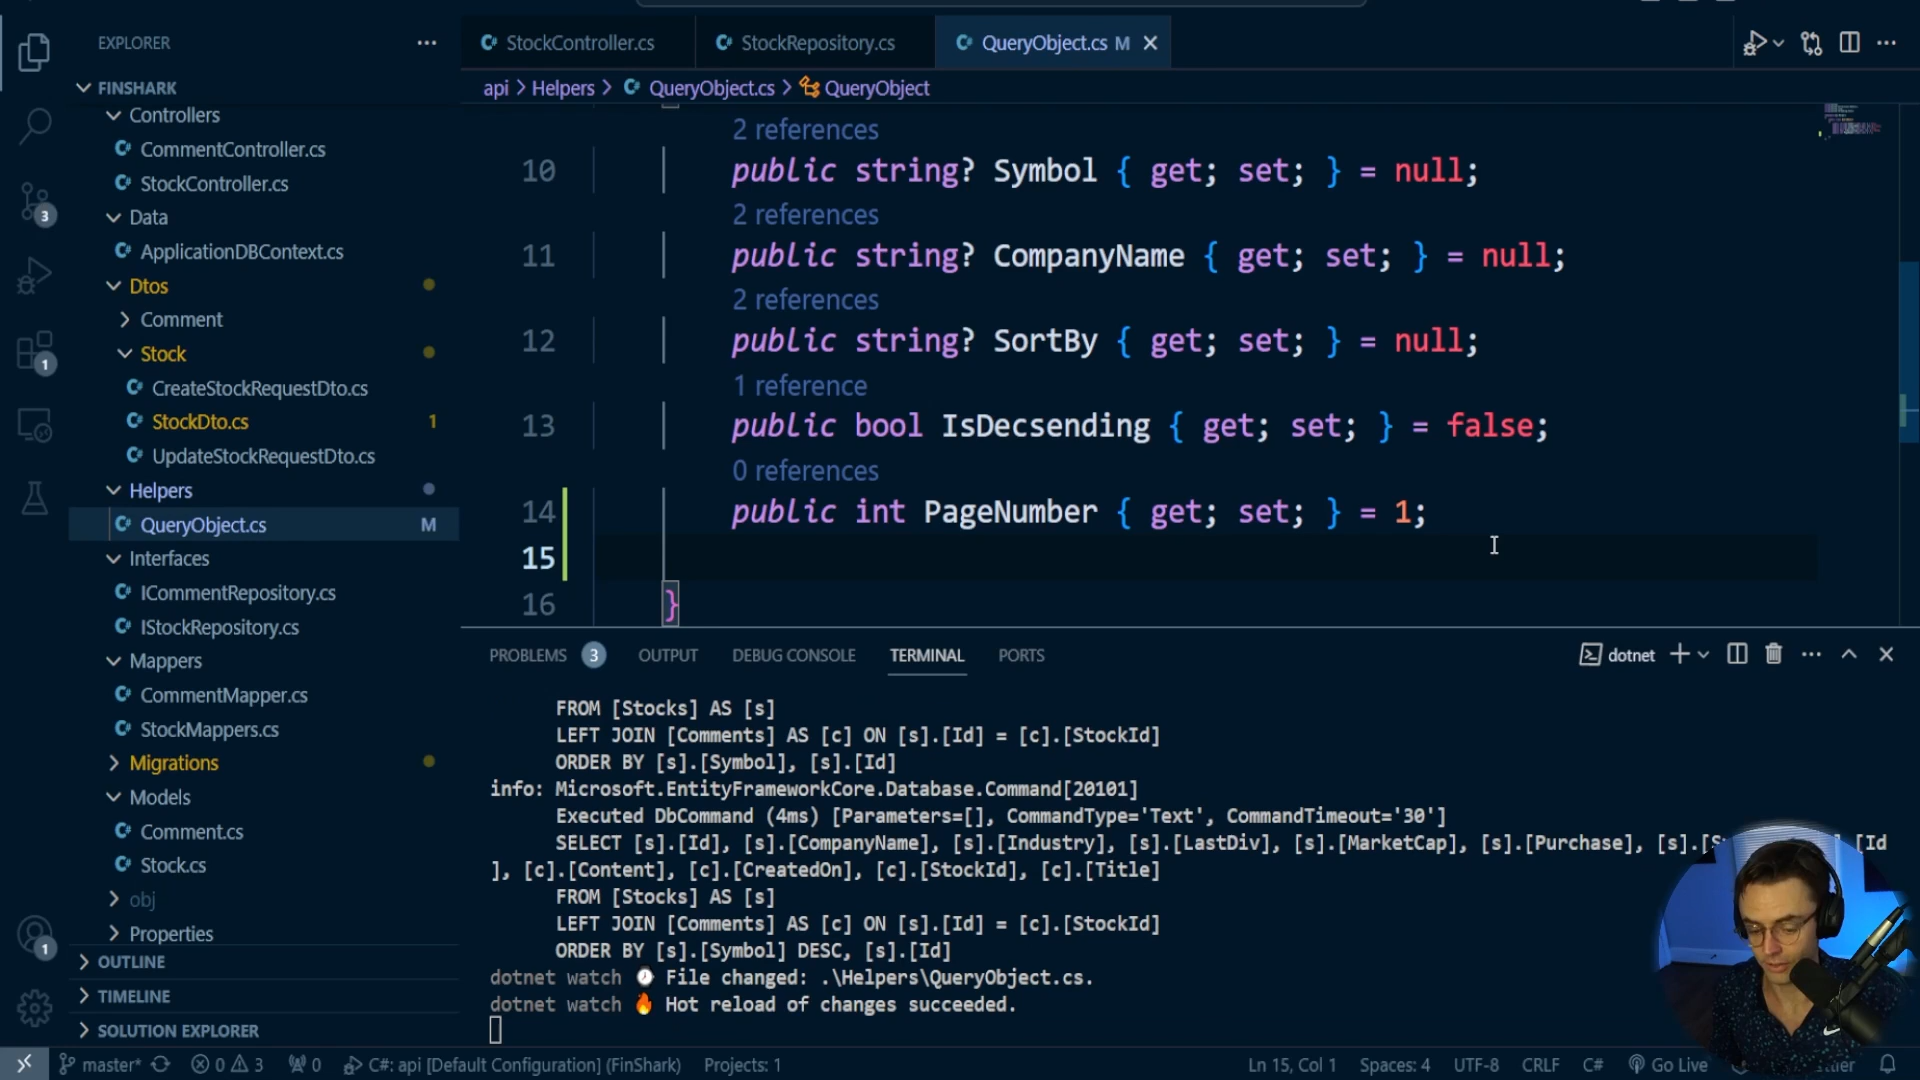 EXPLORER
FINSHARK
Controllers
CommentController.cs
StockController.cs
Data
ApplicationDBContext.cs
Dtos
Comment
Stock
CreateStockRequestDto.cs
StockDto.cs 1
UpdateStockRequestDto.cs
Helpers
QueryObject.cs M
Interfaces
ICommentRepository.cs
IStockRepository.cs
Mappers
CommentMapper.cs
StockMappers.cs
Migrations
Models
Comment.cs
Stock.cs
obj
Properties
OUTLINE
TIMELINE
SOLUTION EXPLORER
3
1
1
StockController.cs StockRepository.cs QueryObject.cs M
api > Helpers > QueryObject.cs > QueryObject
2 references
10 public string? Symbol { get; set; } = null;
2 references
11 public string? CompanyName { get; set; } = null;
2 references
12 public string? SortBy { get; set; } = null;
1 reference
13 public bool IsDecsending { get; set; } = false;
0 references
14 public int PageNumber { get; set; } = 1;
15
16 }
PROBLEMS 3 OUTPUT DEBUG CONSOLE TERMINAL PORTS dotnet
FROM [Stocks] AS [s]
LEFT JOIN [Comments] AS [c] ON [s].[Id] = [c].[StockId]
ORDER BY [s].[Symbol], [s].[Id]
info: Microsoft.EntityFrameworkCore.Database.Command[20101]
Executed DbCommand (4ms) [Parameters=[], CommandType='Text', CommandTimeout='30']
SELECT [s].[Id], [s].[CompanyName], [s].[Industry], [s].[LastDiv], [s].[MarketCap], [s].[Purchase], [s].[Id
], [c].[Content], [c].[CreatedOn], [c].[StockId], [c].[Title]
FROM [Stocks] AS [s]
LEFT JOIN [Comments] AS [c] ON [s].[Id] = [c].[StockId]
ORDER BY [s].[Symbol] DESC, [s].[Id]
dotnet watch ⌚ File changed: .\Helpers\QueryObject.cs.
dotnet watch 🔥 Hot reload of changes succeeded.
master* 0 3 0 C#: api [Default Configuration] (FinShark) Projects: 1 Ln 15, Col 1 Spaces: 4 UTF-8 CRLF C# Go Live